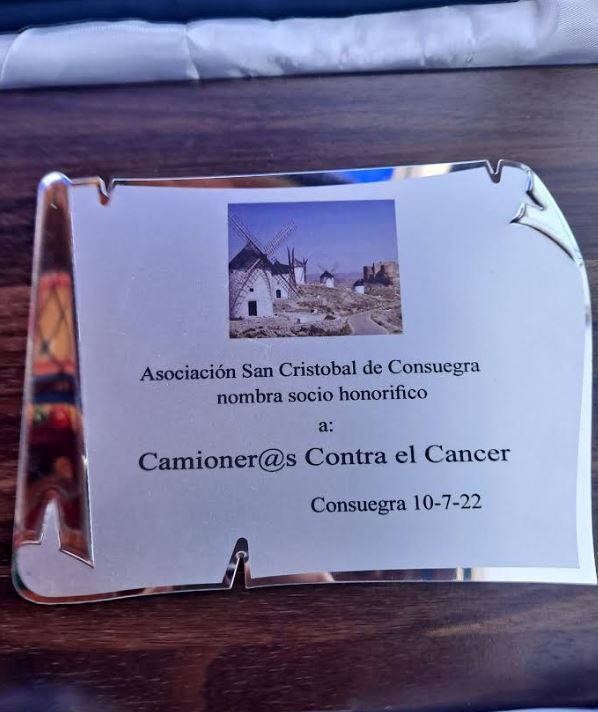 Asociación San Cristobal de Consuegra
nombra socio honorifico
a:
Camioner@s Contra el Cancer
Consuegra 10-7-22